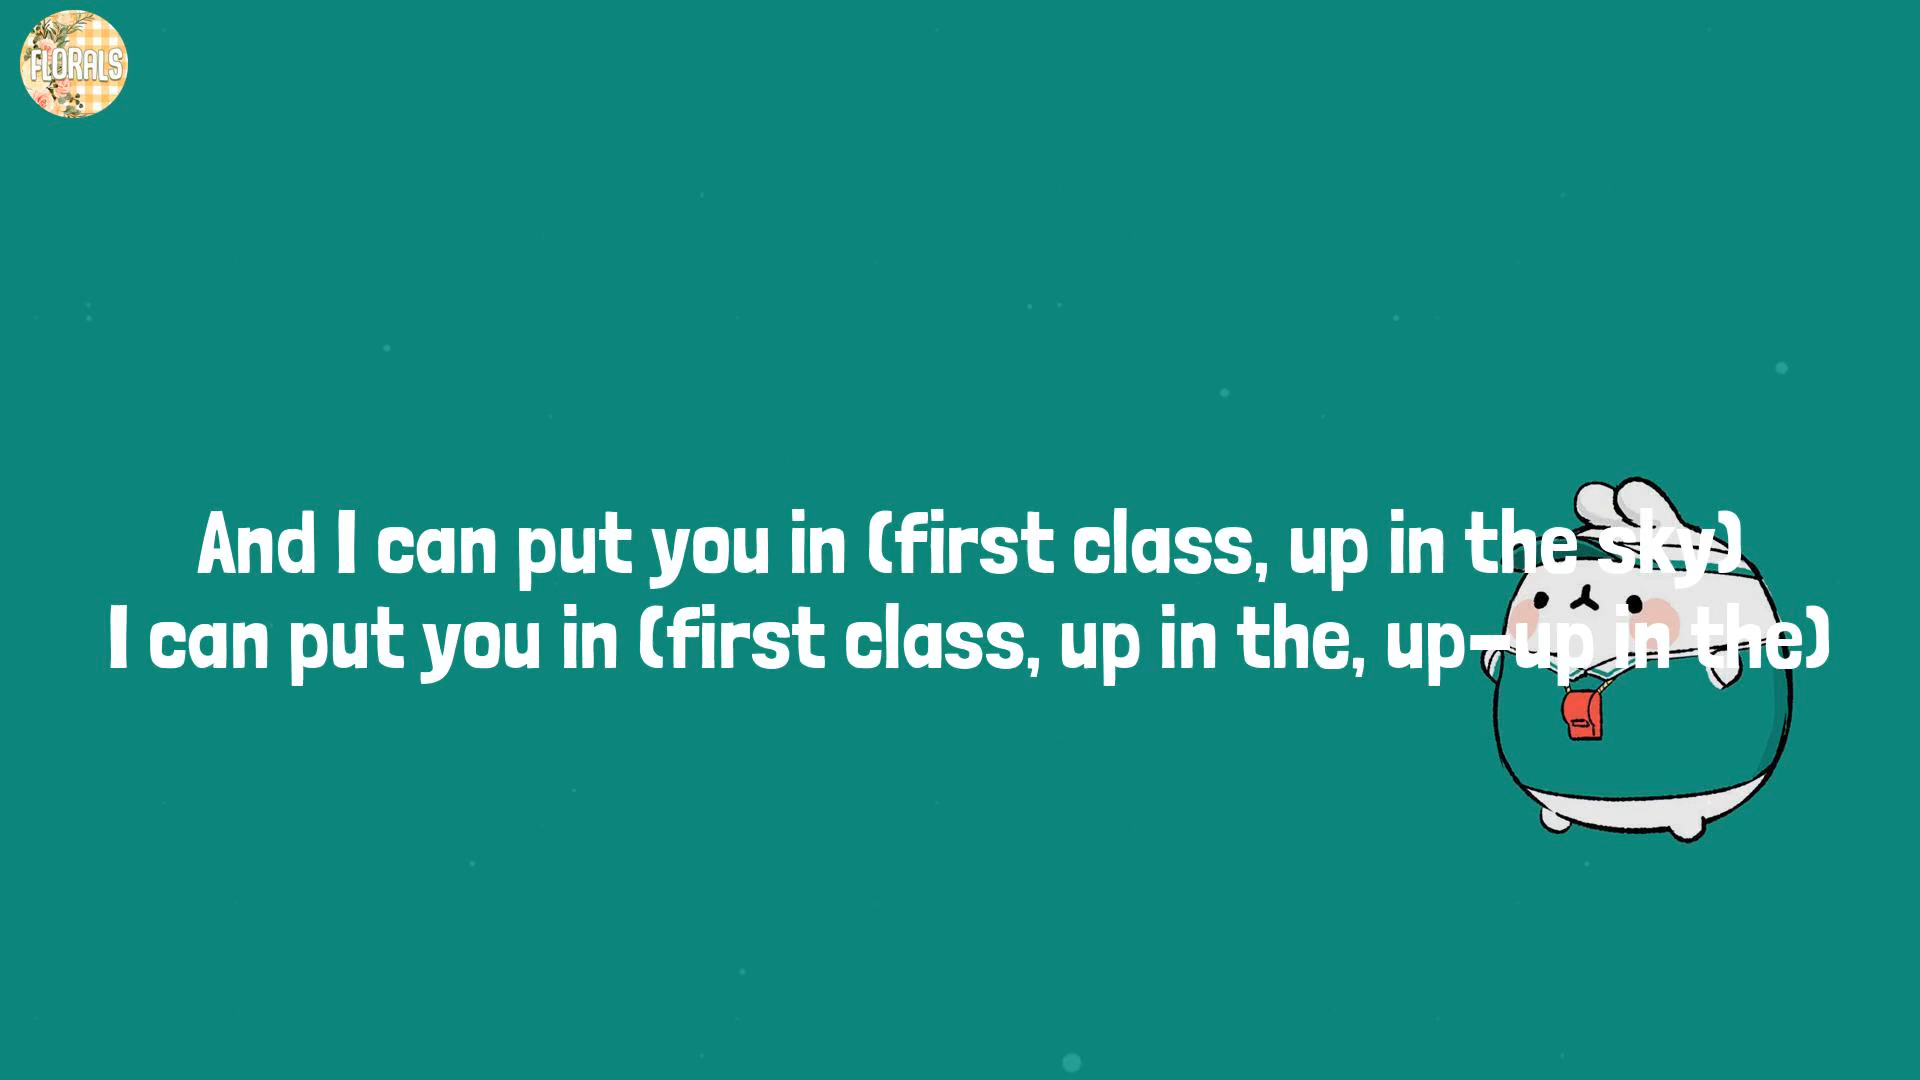 FLORALS
And I can put you in (first class, up in the sky)
I can put you in (first class, up in the, up-up in the)